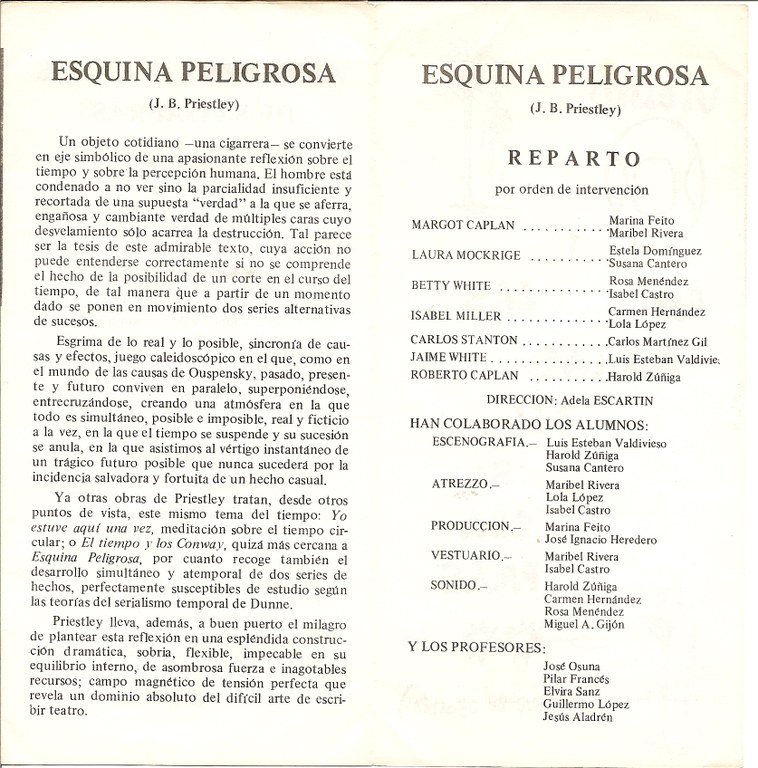 ESQUINA PELIGROSA
(J. B. Priestley)
Un objeto cotidiano —una cigarrera— se convierte
en eje simbólico de una apasionante reflexión sobre el
tiempo y sobre la percepción humana. El hombre está
condenado a no ver sino la parcialidad insuficiente y
recortada de una supuesta “verdad” a la que se aferra,
engañosa y cambiante verdad de múltiples caras cuyo
desvelamiento sólo acarrea la destrucción. Tal parece
ser la tesis de este admirable texto, cuya acción no
puede entenderse correctamente si no se comprende
el hecho de la posibilidad de un corte en el curso del
tiempo, de tal manera que a partir de un momento
dado se ponen en movimiento dos series alternativas
de sucesos.
Esgrima de lo real y lo posible, sincronía de cau-
sas y efectos, juego caleidoscópico en el que, como en
el mundo de las causas de Ouspensky, pasado, presen-
te y futuro conviven en paralelo, superponiéndose,
entrecruzándose, creando una atmósfera en la que
todo es simultáneo, posible e imposible, real y ficticio
a la vez, en la que el tiempo se suspende y su sucesión
se anula, en la que asistimos al vértigo instantáneo de
un trágico futuro posible que nunca sucederá por la
incidencia salvadora y fortuita de un hecho casual.
Ya otras obras de Priestley tratan, desde otros
puntos de vista, este mismo tema del tiempo: Yo
estuve aquí una vez, meditación sobre el tiempo cir-
cular; o El tiempo y los Conway, quizá más cercana a
Esquina Peligrosa, por cuanto recoge también el
desarrollo simultáneo y atemporal de dos series de
hechos, perfectamente susceptibles de estudio según
las teorías del serialismo temporal de Dunne.
Priestley lleva, además, a buen puerto el milagro
de plantear esta reflexión en una espléndida construc-
ción dramática, sobria, flexible, impecable en su
equilibrio interno, de asombrosa fuerza e inagotables
recursos; campo magnético de tensión perfecta que
revela un dominio absoluto del difícil arte de escri-
bir teatro.
ESQUINA PELIGROSA
(J. B. Priestley)
REPARTO
por orden de intervención
MARGOT CAPLAN .......... Marina Feito
Maribel Rivera
LAURA MOCKRIGE .......... Estela Domínguez
Susana Cantero
BETTY WHITE ............. Rosa Menéndez
Isabel Castro
ISABEL MILLER ............ Carmen Hernández
Lola López
CARLOS STANTON .......... Carlos Martínez Gil
JAIME WHITE .............. Luis Esteban Valdivie
ROBERTO CAPLAN .......... Harold Zúñiga
DIRECCION: Adela ESCARTIN
HAN COLABORADO LOS ALUMNOS:
ESCENOGRAFIA.— Luis Esteban Valdivieso
Harold Zúñiga
Susana Cantero
ATREZZO.— Maribel Rivera
Lola López
Isabel Castro
PRODUCCION.— Marina Feito
José Ignacio Heredero
VESTUARIO.— Maribel Rivera
Isabel Castro
SONIDO.— Harold Zúñiga
Carmen Hernández
Rosa Menéndez
Miguel A. Gijón
Y LOS PROFESORES:
José Osuna
Pilar Francés
Elvira Sanz
Guillermo López
Jesús Aladrén